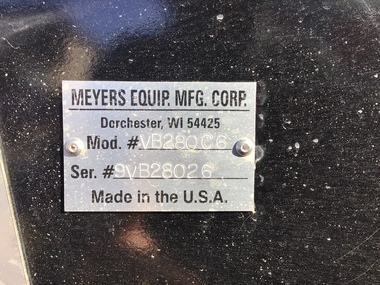 MEYERS EQUIP. MFG. CORP.
Dorchester, WI 54425
Mod. #VB280C6
Ser. #9VB28026
Made in the U.S.A.